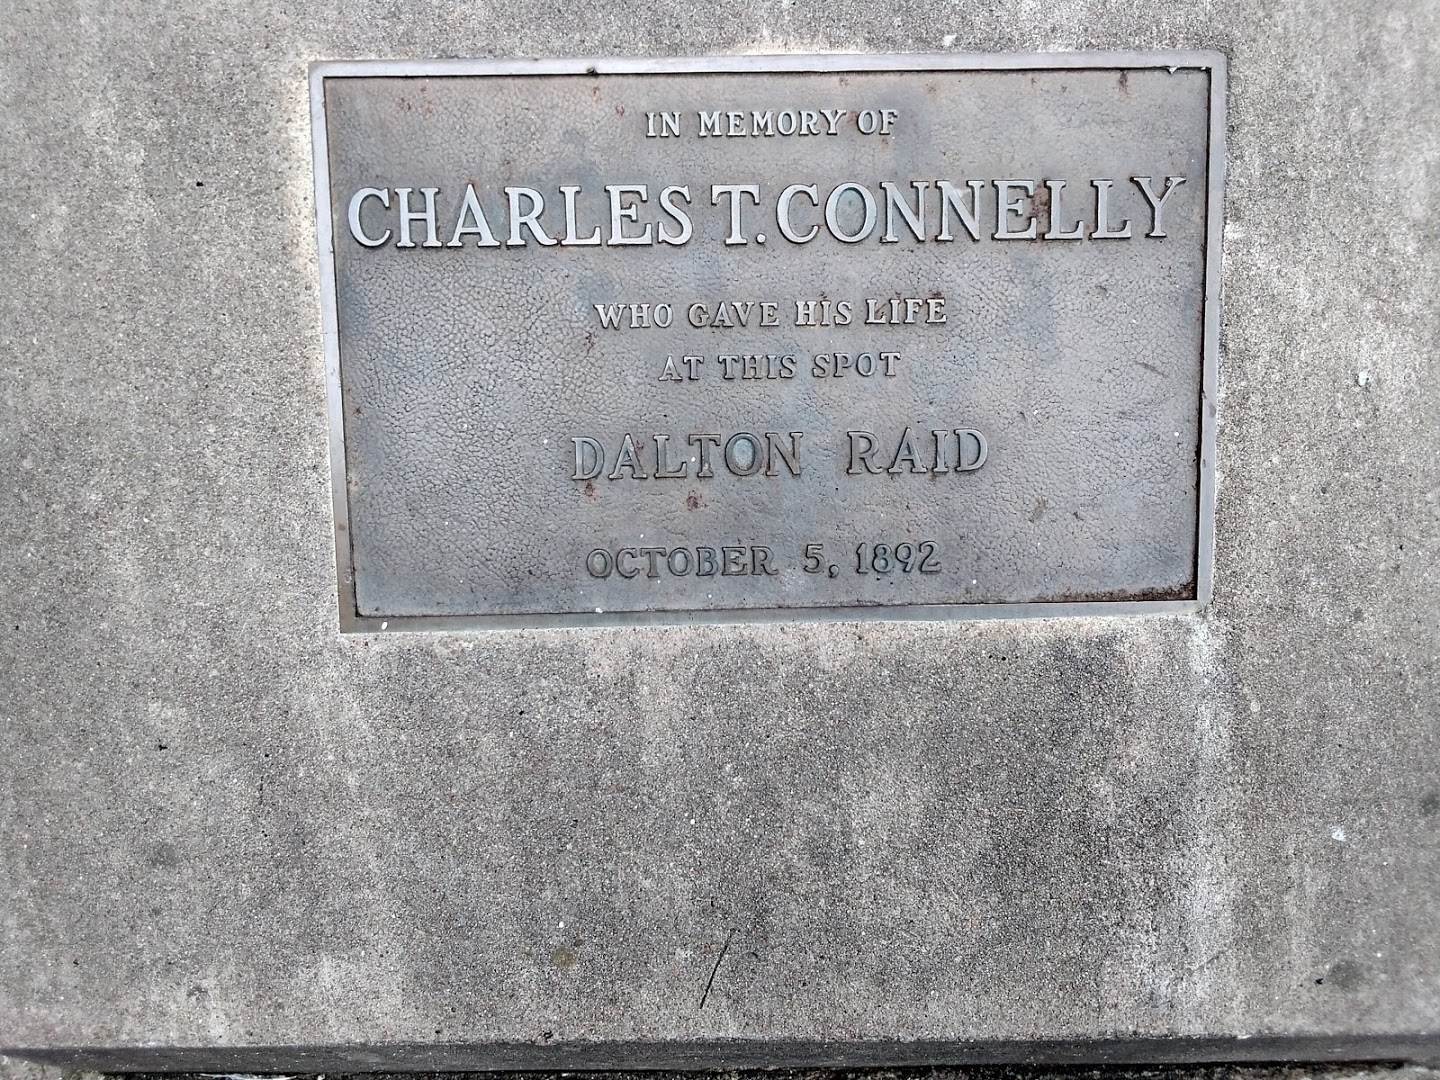 IN MEMORY OF
CHARLES T. CONNELLY
WHO GAVE HIS LIFE
AT THIS SPOT
DALTON RAID
OCTOBER 5, 1892